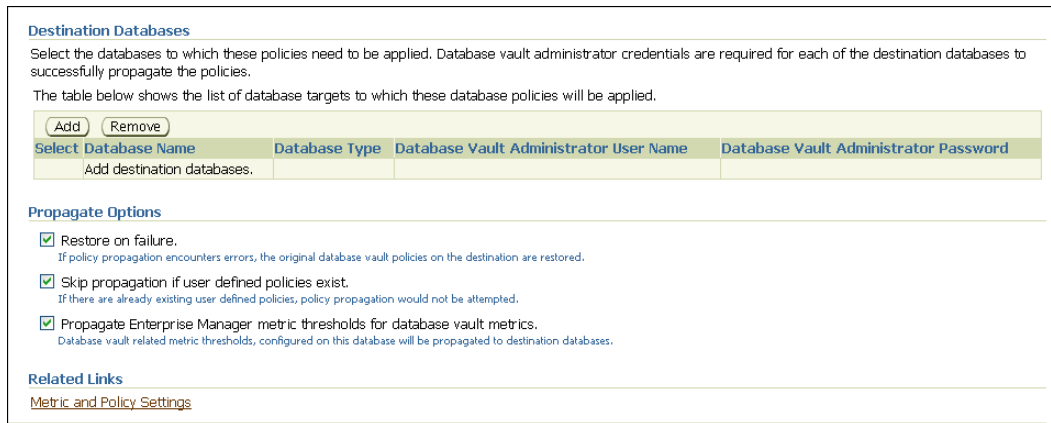 Destination Databases
Select the databases to which these policies need to be applied. Database vault administrator credentials are required for each of the destination databases to
successfully propagate the policies.
The table below shows the list of database targets to which these database policies will be applied.
Add Remove
Select Database Name Database Type Database Vault Administrator User Name Database Vault Administrator Password
Add destination databases.
Propagate Options
Restore on failure.
If policy propagation encounters errors, the original database vault policies on the destination are restored.
Skip propagation if user defined policies exist.
If there are already existing user defined policies, policy propagation would not be attempted.
Propagate Enterprise Manager metric thresholds for database vault metrics.
Database vault related metric thresholds, configured on this database will be propagated to destination databases.
Related Links
Metric and Policy Settings